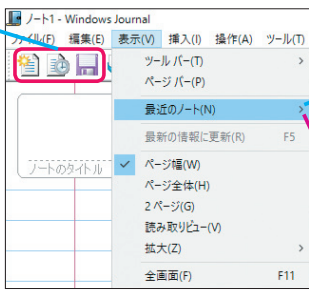 ノート1 - Windows Journal
ファイル(F) 編集(E) 表示(V) 挿入(I) 操作(A) ツール(T)
ツール バー(T)
ページ バー(P)
最近のノート(N)
最新の情報に更新(R) F5
ノートのタイトル
ページ幅(W)
ページ全体(H)
2 ページ(G)
読み取りビュー(V)
拡大(Z)
全画面(F) F11